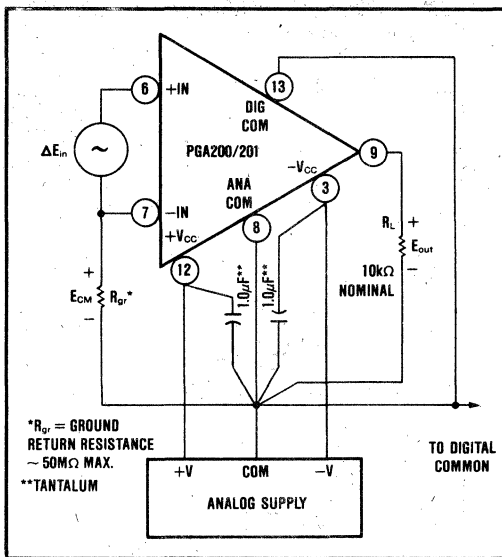 13
DIG
COM
6
+IN
PGA200/201
ΔEin
~
-VCC
9
3
ANA
COM
7
-IN
+VCC
8
12
RL
+
Eout
-
10kΩ
NOMINAL
+
ECM
Rgr*
-
1.0μF**
1.0μF**
*Rgr = GROUND
RETURN RESISTANCE
~ 50MΩ MAX.
**TANTALUM
TO DIGITAL
COMMON
+V
COM
-V
ANALOG SUPPLY